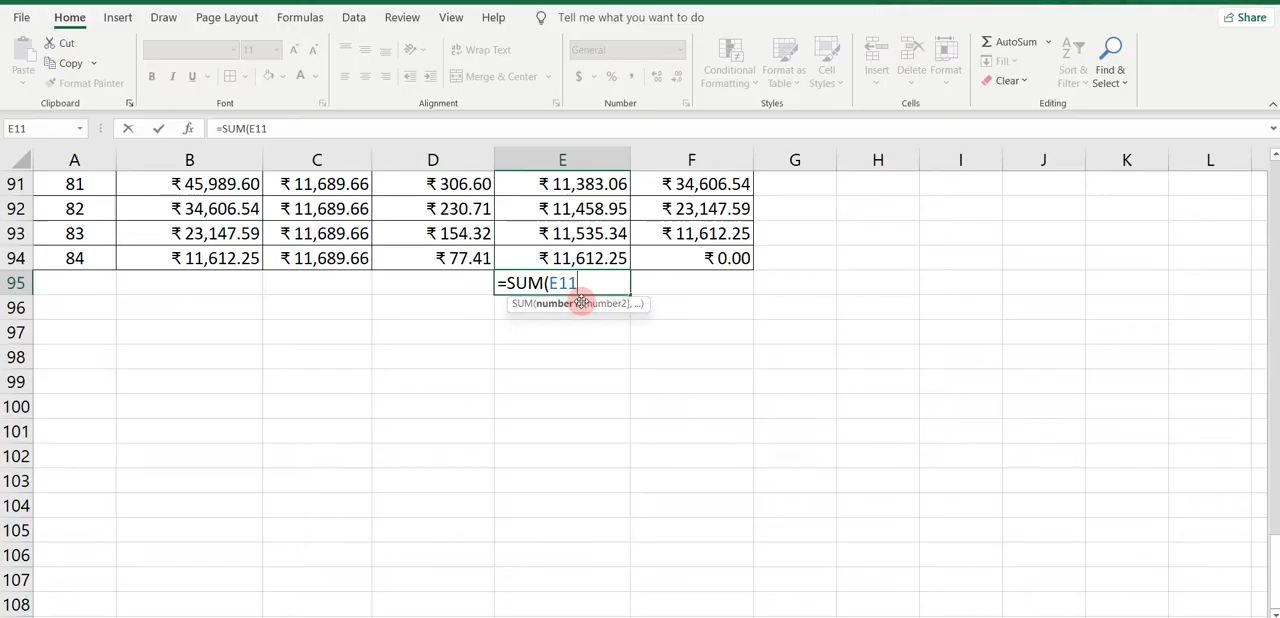 File Home Insert Draw Page Layout Formulas Data Review View Help Tell me what you want to do Share
Paste Cut
Copy
Format Painter
Clipboard
11
B I U
Font
Wrap Text
Merge & Center
Alignment
General
$ % ,
Number
Conditional Formatting
Format as Table
Cell Styles
Styles
Insert Delete Format
Cells
AutoSum
Fill
Clear
Sort & Filter
Find & Select
Editing
E11 fx =SUM(E11
A B C D E F G H I J K L
91 81 ₹ 45,989.60 ₹ 11,689.66 ₹ 306.60 ₹ 11,383.06 ₹ 34,606.54
92 82 ₹ 34,606.54 ₹ 11,689.66 ₹ 230.71 ₹ 11,458.95 ₹ 23,147.59
93 83 ₹ 23,147.59 ₹ 11,689.66 ₹ 154.32 ₹ 11,535.34 ₹ 11,612.25
94 84 ₹ 11,612.25 ₹ 11,689.66 ₹ 77.41 ₹ 11,612.25 ₹ 0.00
95 =SUM(E11
96 SUM(number number2], ...)
97
98
99
100
101
102
103
104
105
106
107
108